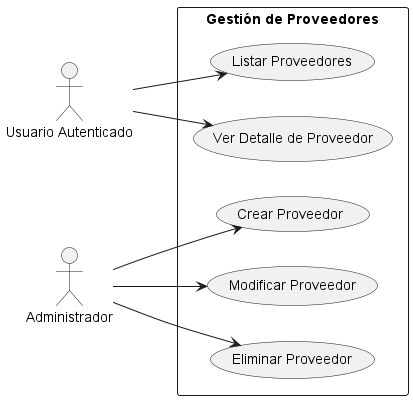 Gestión de Proveedores
Listar Proveedores
Usuario Autenticado
Ver Detalle de Proveedor
Crear Proveedor
Modificar Proveedor
Administrador
Eliminar Proveedor